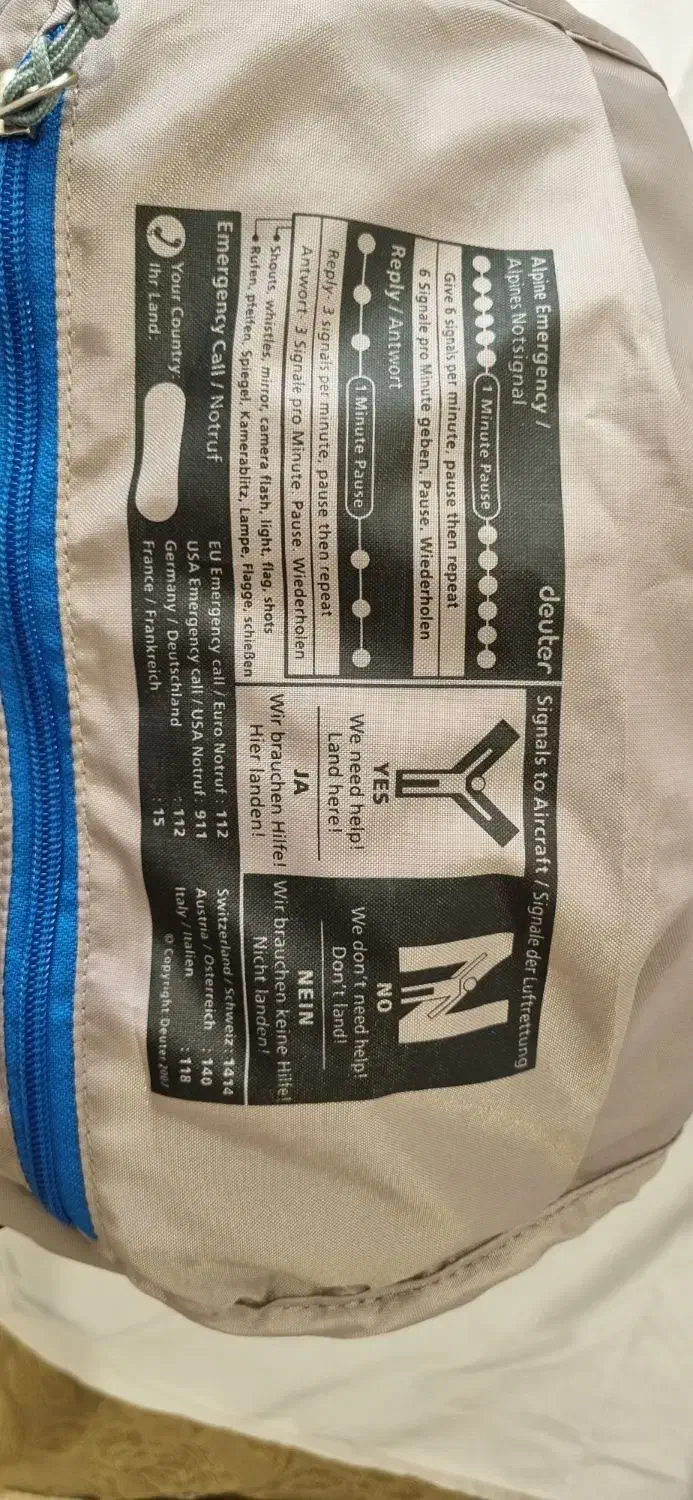 Alpine Emergency /
Alpines Notsignal
deuter
1 Minute Pause
Give 6 signals per minute, pause then repeat
6 Signale pro Minute geben. Pause. Wiederholen
Reply / Antwort
1 Minute Pause
Reply- 3 signals per minute, pause then repeat
Antwort: 3 Signale pro Minute. Pause. Wiederholen
Shouts, whistles, mirror, camera flash, light, flag, shots
Rufen, pfeifen, Spiegel, Kamerablitz, Lampe, Flagge, schießen
Signals to Aircraft / Signale der Luftrettung
YES
We need help!
Land here!
JA
Wir brauchen Hilfe!
Hier landen!
N
NO
We don't need help!
Don't land!
NEIN
Wir brauchen keine Hilfe!
Nicht landen!
Emergency Call / Notruf
Your Country:
Ihr Land:
EU Emergency call / Euro Notruf : 112
USA Emergency call / USA Notruf : 911
Germany / Deutschland : 112
France / Frankreich : 15
Switzerland / Schweiz : 1414
Austria / Österreich : 140
Italy / Italien : 118
© Copyright Deuter 2007